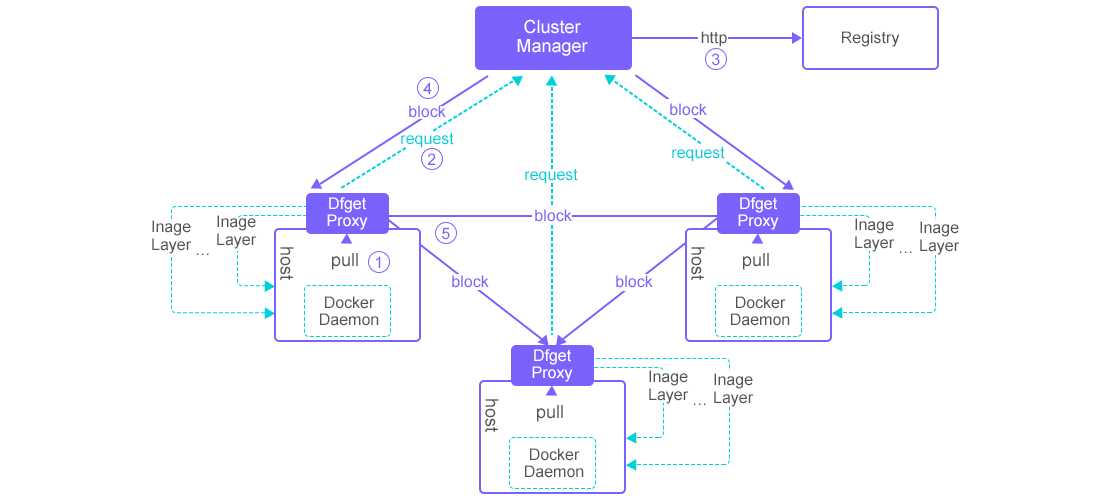 Cluster
Manager
http
③
Registry
④
block
request
②
block
request
request
Dfget
Proxy
block
Dfget
Proxy
Inage
Layer
...
Inage
Layer
host
pull
①
Docker
Daemon
⑤
block
block
host
pull
Docker
Daemon
Inage
Layer
...
Inage
Layer
Dfget
Proxy
host
pull
Docker
Daemon
Inage
Layer
...
Inage
Layer